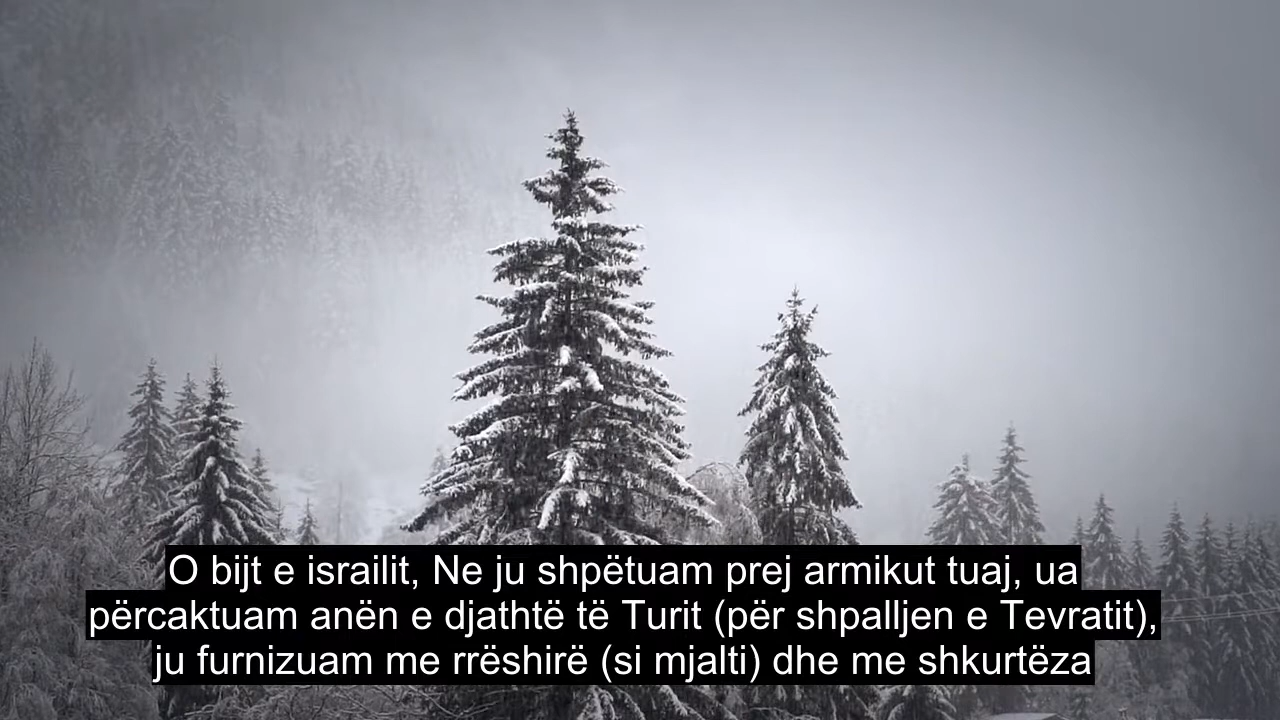 O bijt e israilit, Ne ju shpëtuam prej armikut tuaj, ua
përcaktuam anën e djathtë të Turit (për shpalljen e Tevratit),
ju furnizuam me rrëshirë (si mjalti) dhe me shkurtëza